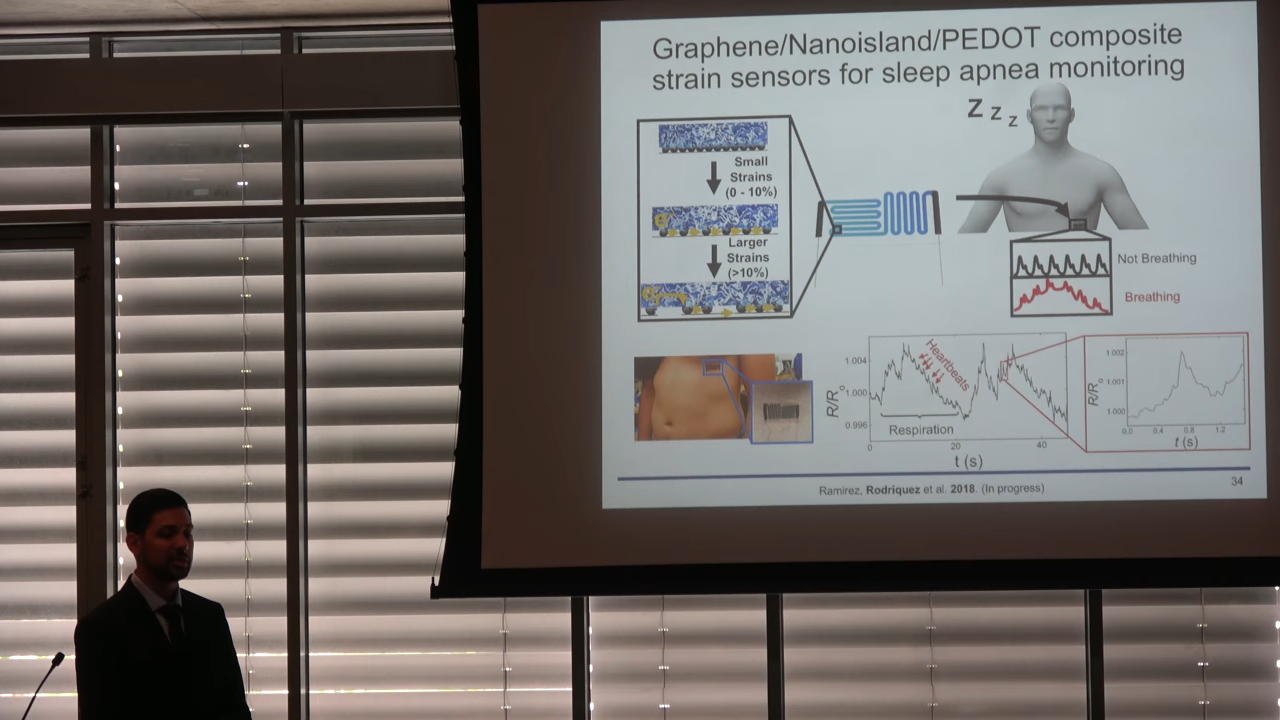 Graphene/Nanoisland/PEDOT composite
strain sensors for sleep apnea monitoring
Z z z
Small
Strains
(0 - 10%)
Larger
Strains
(>10%)
Not Breathing
Breathing
1.004
1.000
0.996
R/R₀
Heartbeats
Respiration
0
20
40
t (s)
1.002
1.001
1.000
R/R₀
0.0
0.4
0.8
1.2
t (s)
Ramirez, Rodriquez et al. 2018. (In progress)
34